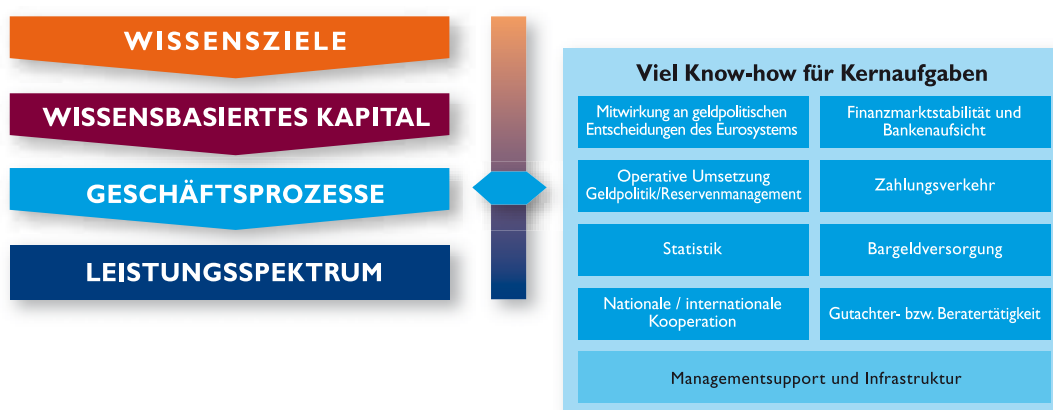 WISSENSZIELE
WISSENSBASIERTES KAPITAL
GESCHÄFTSPROZESSE
LEISTUNGSSPEKTRUM
Viel Know-how für Kernaufgaben
Mitwirkung an geldpolitischen
Entscheidungen des Eurosystems
Finanzmarktstabilität und
Bankenaufsicht
Operative Umsetzung
Geldpolitik/Reservenmanagement
Zahlungsverkehr
Statistik
Bargeldversorgung
Nationale / internationale
Kooperation
Gutachter- bzw. Beratertätigkeit
Managementsupport und Infrastruktur